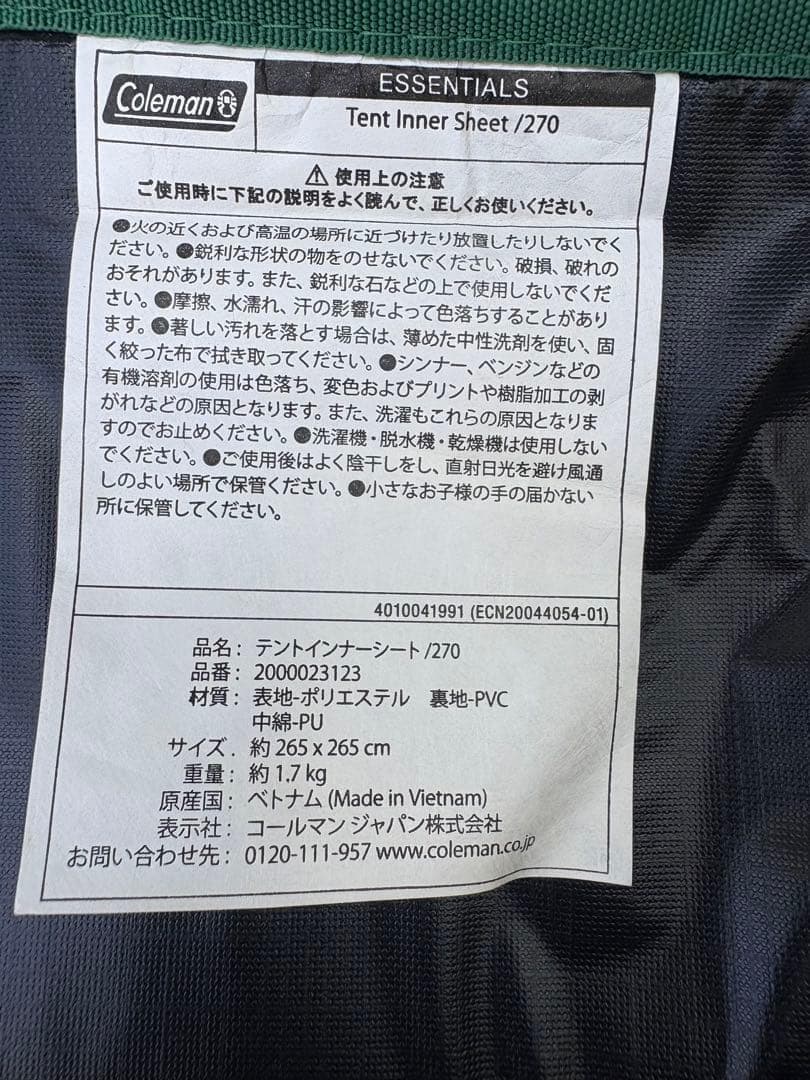 Coleman
ESSENTIALS
Tent Inner Sheet /270
⚠ 使用上の注意
ご使用時に下記の説明をよく読んで、正しくお使いください。
●火の近くおよび高温の場所に近づけたり放置したりしないでく
ださい。●鋭利な形状の物をのせないでください。破損、破れの
おそれがあります。また、鋭利な石などの上で使用しないでくだ
さい。●摩擦、水濡れ、汗の影響によって色落ちすることがあり
ます。●著しい汚れを落とす場合は、薄めた中性洗剤を使い、固
く絞った布で拭き取ってください。●シンナー、ベンジンなどの
有機溶剤の使用は色落ち、変色およびプリントや樹脂加工の剥
がれなどの原因となります。また、洗濯もこれらの原因となりま
すのでお止めください。●洗濯機・脱水機・乾燥機は使用しない
でください。●ご使用後はよく陰干しをし、直射日光を避け風通
しのよい場所で保管ください。●小さなお子様の手の届かない
所に保管してください。
4010041991 (ECN20044054-01)
品名: テントインナーシート/270
品番: 2000023123
材質: 表地-ポリエステル 裏地-PVC
中綿-PU
サイズ. 約 265 x 265 cm
重量: 約 1.7 kg
原産国: ベトナム (Made in Vietnam)
表示社: コールマン ジャパン株式会社
お問い合わせ先: 0120-111-957 www.coleman.co.jp